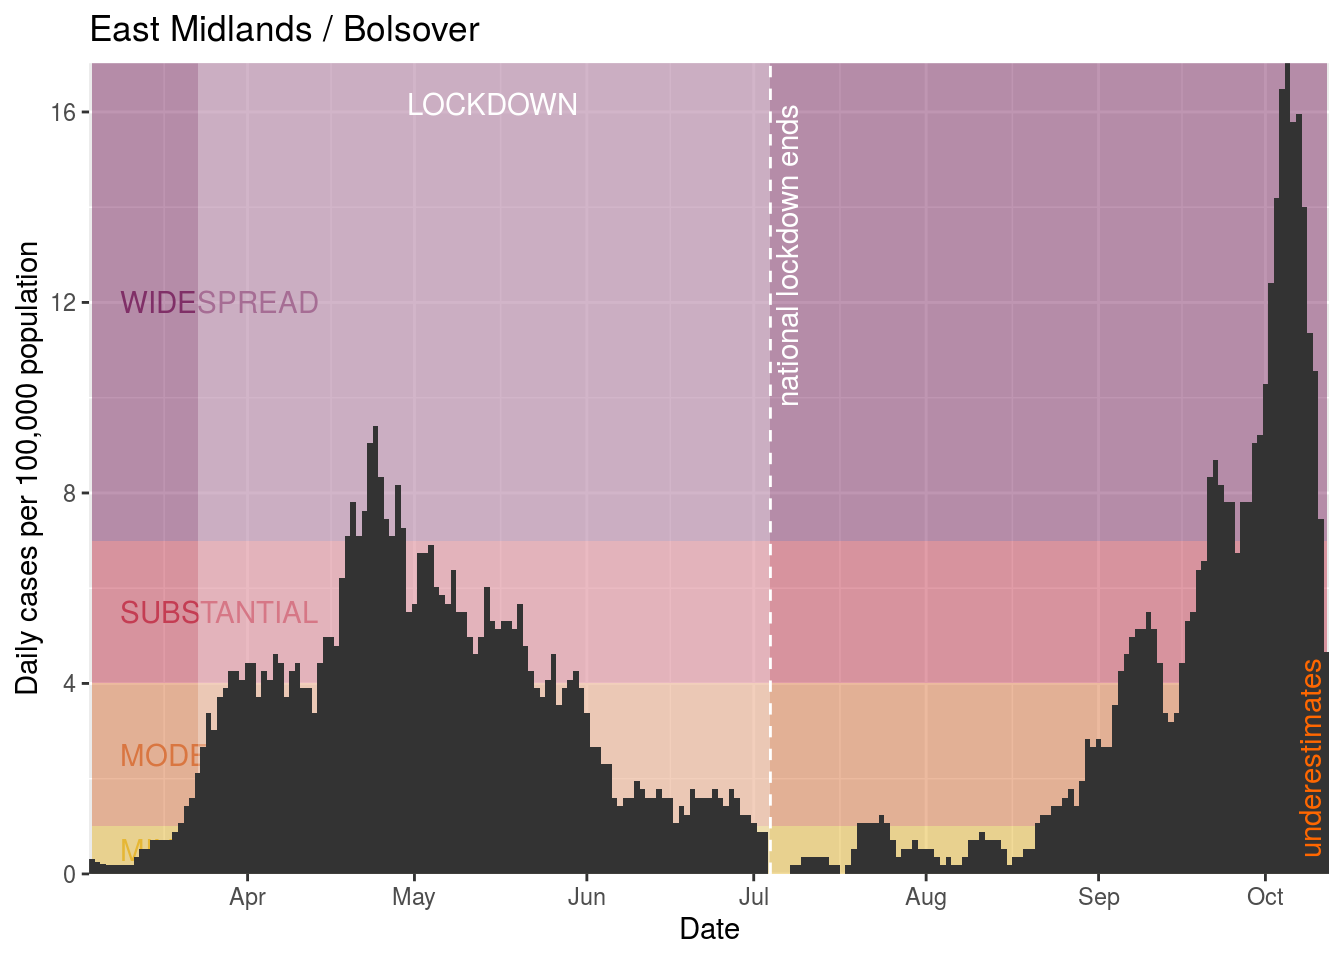 East Midlands / Bolsover
LOCKDOWN
national lockdown ends
WIDESPREAD
SUBSTANTIAL
MODE
underestimates
Daily cases per 100,000 population
16
12
8
4
0
Apr
May
Jun
Jul
Aug
Sep
Oct
Date